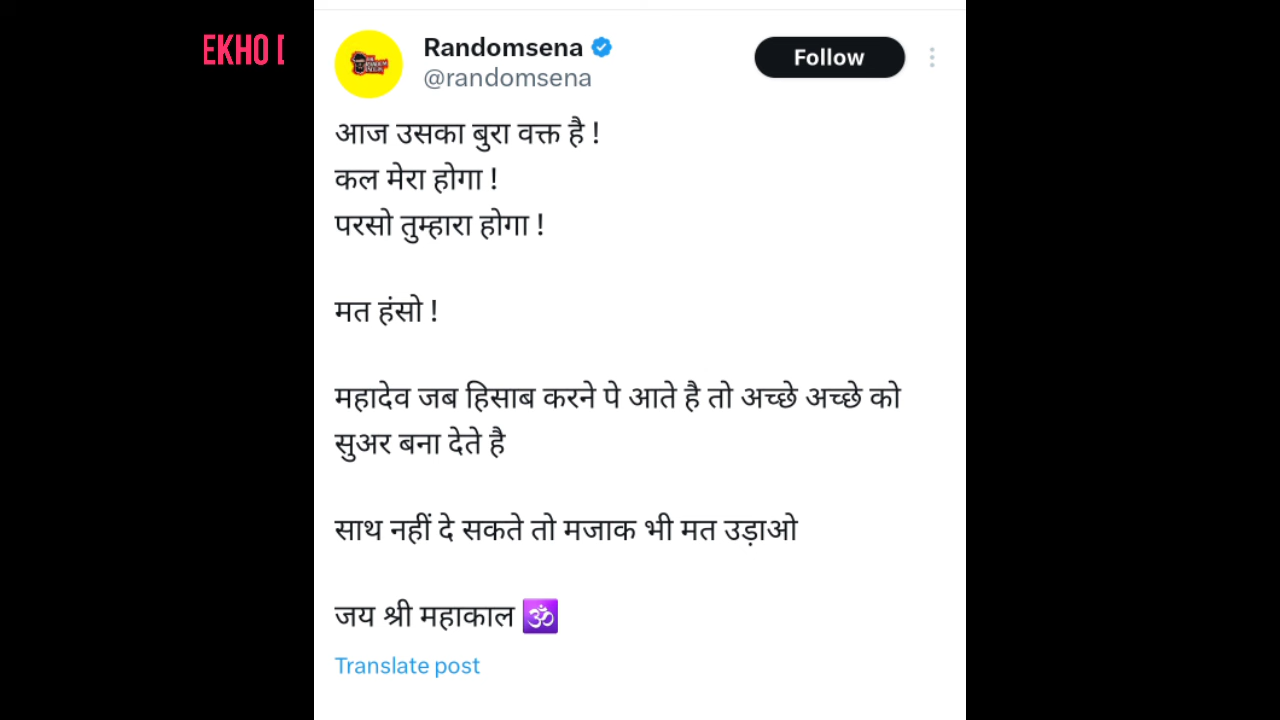 EKHO
Randomsena
@randomsena
Follow
आज उसका बुरा वक्त है !
कल मेरा होगा !
परसो तुम्हारा होगा !
मत हंसो !
महादेव जब हिसाब करने पे आते है तो अच्छे अच्छे को
सुअर बना देते है
साथ नहीं दे सकते तो मजाक भी मत उड़ाओ
जय श्री महाकाल 🕉
Translate post